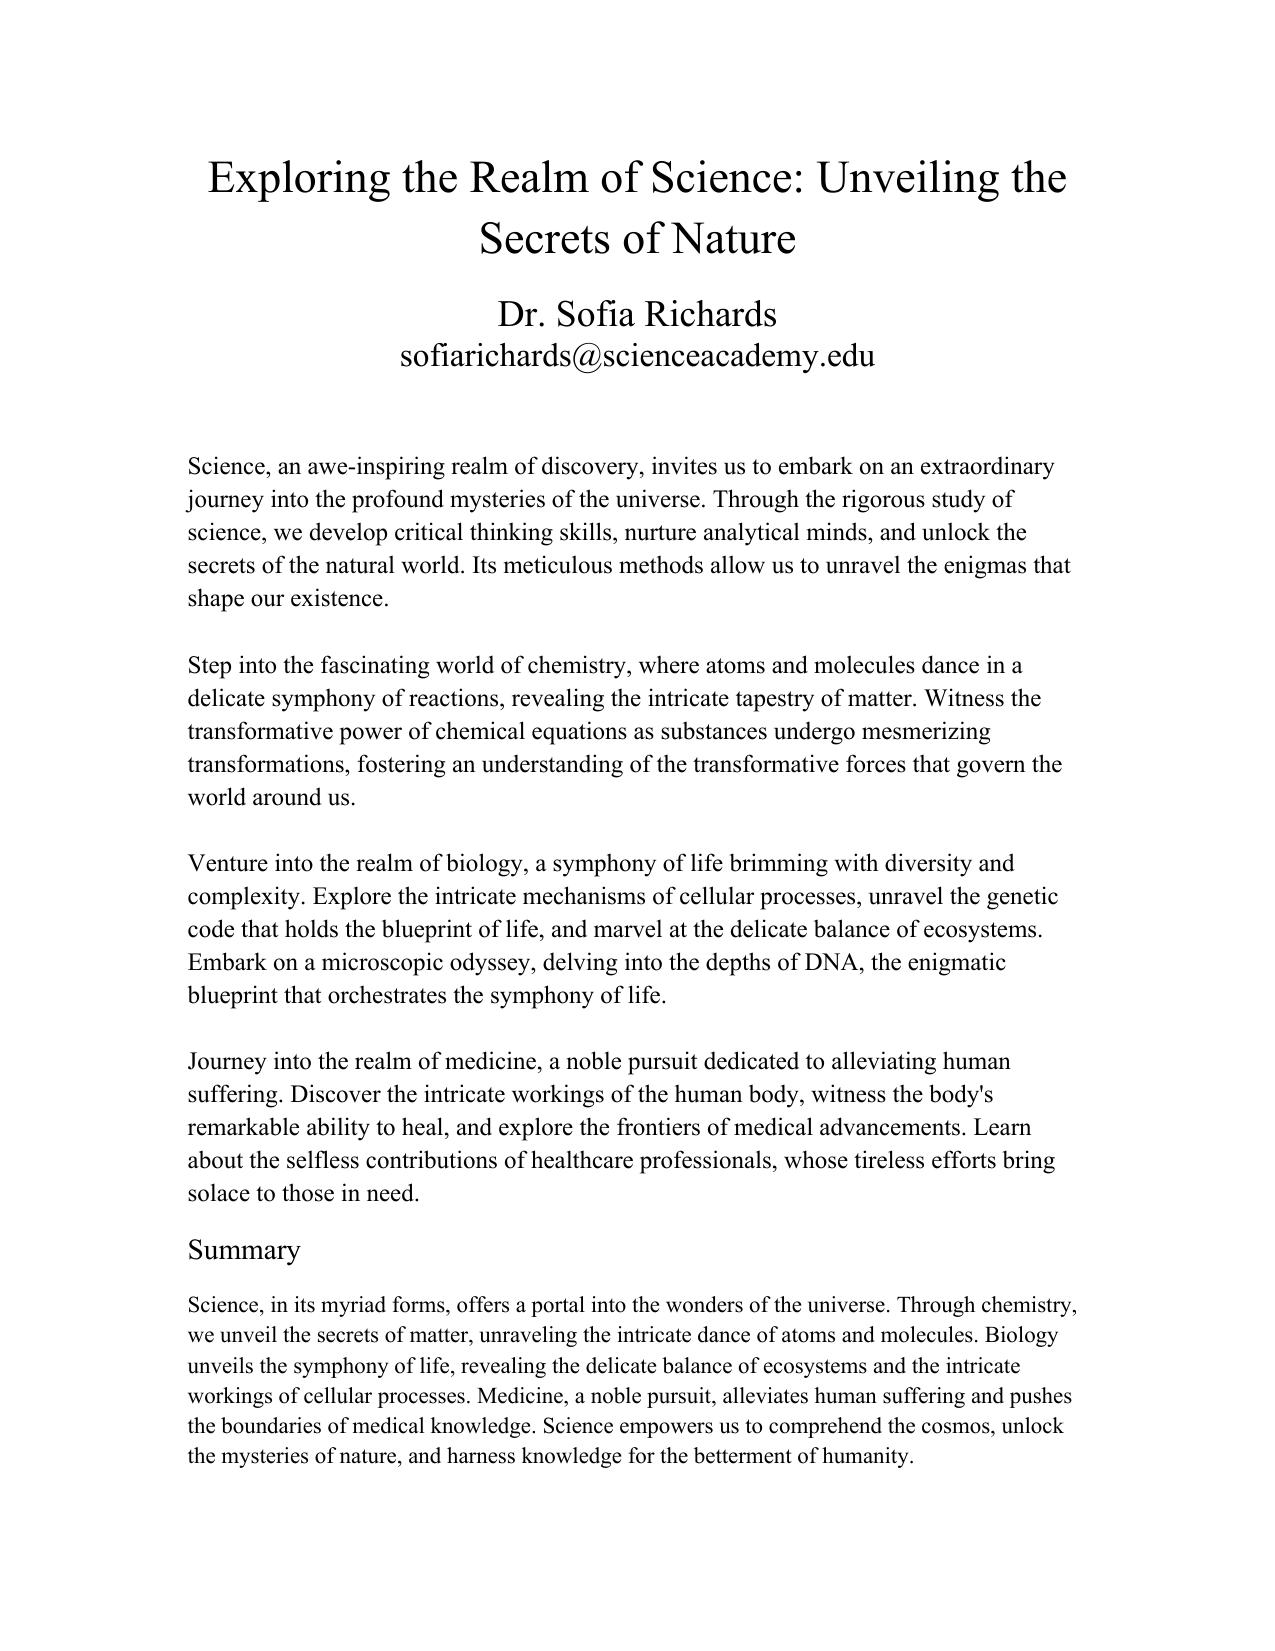 Exploring the Realm of Science: Unveiling the
Secrets of Nature
Dr. Sofia Richards
sofiarichards@scienceacademy.edu
Science, an awe-inspiring realm of discovery, invites us to embark on an extraordinary
journey into the profound mysteries of the universe. Through the rigorous study of
science, we develop critical thinking skills, nurture analytical minds, and unlock the
secrets of the natural world. Its meticulous methods allow us to unravel the enigmas that
shape our existence.
Step into the fascinating world of chemistry, where atoms and molecules dance in a
delicate symphony of reactions, revealing the intricate tapestry of matter. Witness the
transformative power of chemical equations as substances undergo mesmerizing
transformations, fostering an understanding of the transformative forces that govern the
world around us.
Venture into the realm of biology, a symphony of life brimming with diversity and
complexity. Explore the intricate mechanisms of cellular processes, unravel the genetic
code that holds the blueprint of life, and marvel at the delicate balance of ecosystems.
Embark on a microscopic odyssey, delving into the depths of DNA, the enigmatic
blueprint that orchestrates the symphony of life.
Journey into the realm of medicine, a noble pursuit dedicated to alleviating human
suffering. Discover the intricate workings of the human body, witness the body's
remarkable ability to heal, and explore the frontiers of medical advancements. Learn
about the selfless contributions of healthcare professionals, whose tireless efforts bring
solace to those in need.
Summary
Science, in its myriad forms, offers a portal into the wonders of the universe. Through chemistry,
we unveil the secrets of matter, unraveling the intricate dance of atoms and molecules. Biology
unveils the symphony of life, revealing the delicate balance of ecosystems and the intricate
workings of cellular processes. Medicine, a noble pursuit, alleviates human suffering and pushes
the boundaries of medical knowledge. Science empowers us to comprehend the cosmos, unlock
the mysteries of nature, and harness knowledge for the betterment of humanity.